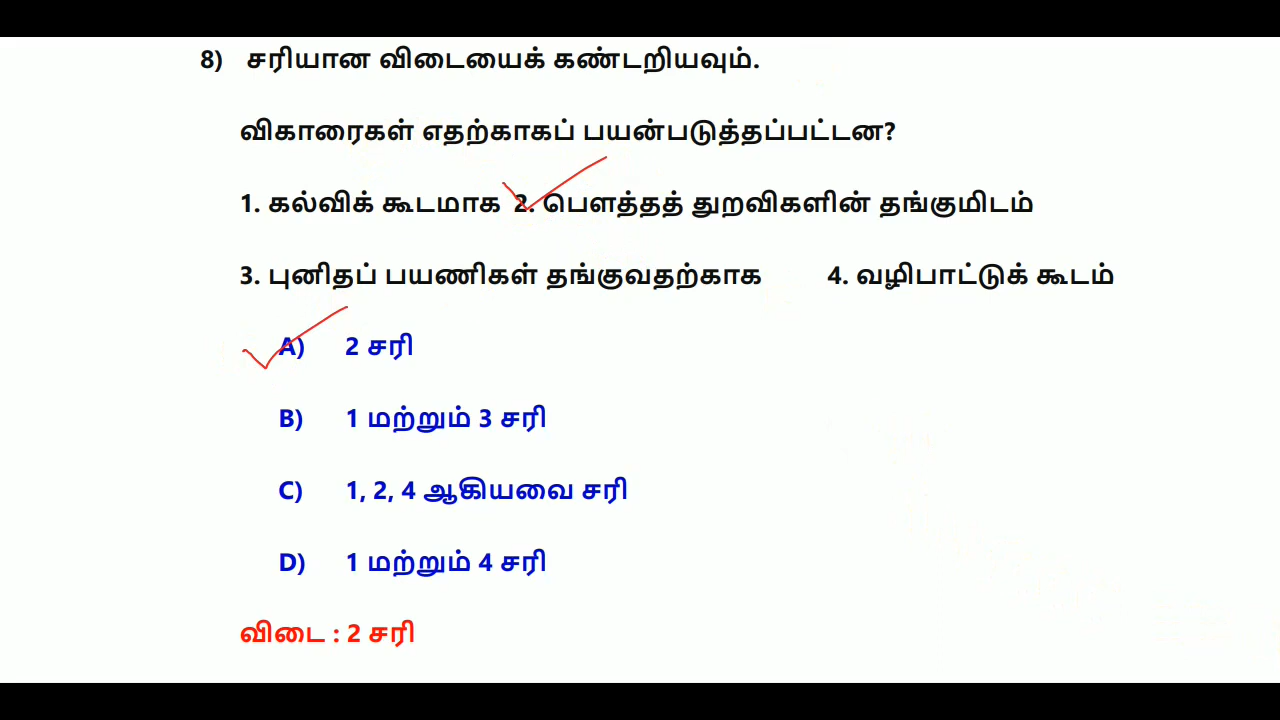 8) சரியான விடையைக் கண்டறியவும்.
விகாரைகள் எதற்காகப் பயன்படுத்தப்பட்டன?
1. கல்விக் கூடமாக 2. பௌத்தத் துறவிகளின் தங்குமிடம்
3. புனிதப் பயணிகள் தங்குவதற்காக 4. வழிபாட்டுக் கூடம்
A) 2 சரி
B) 1 மற்றும் 3 சரி
C) 1, 2, 4 ஆகியவை சரி
D) 1 மற்றும் 4 சரி
விடை : 2 சரி